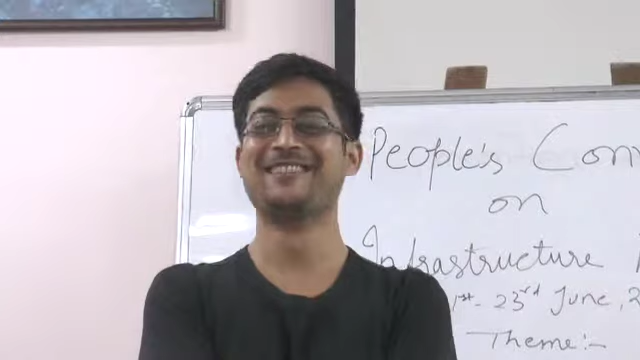 People's Con
on
Infrastructure
1st - 23rd June, 2
Theme:-